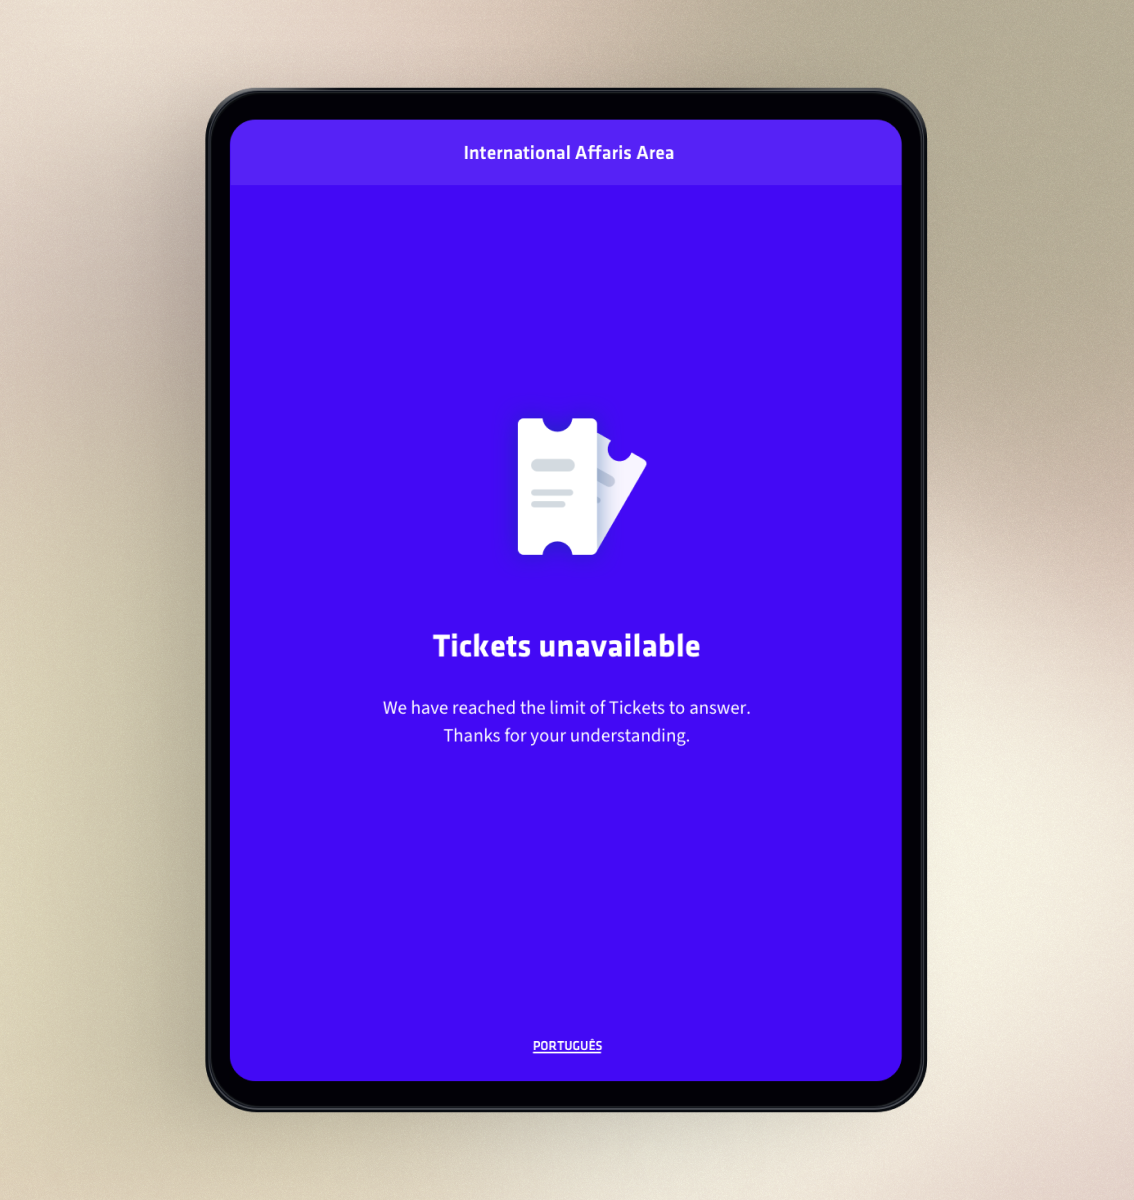 International Affaris Area
Tickets unavailable
We have reached the limit of Tickets to answer.
Thanks for your understanding.
PORTUGUÊS